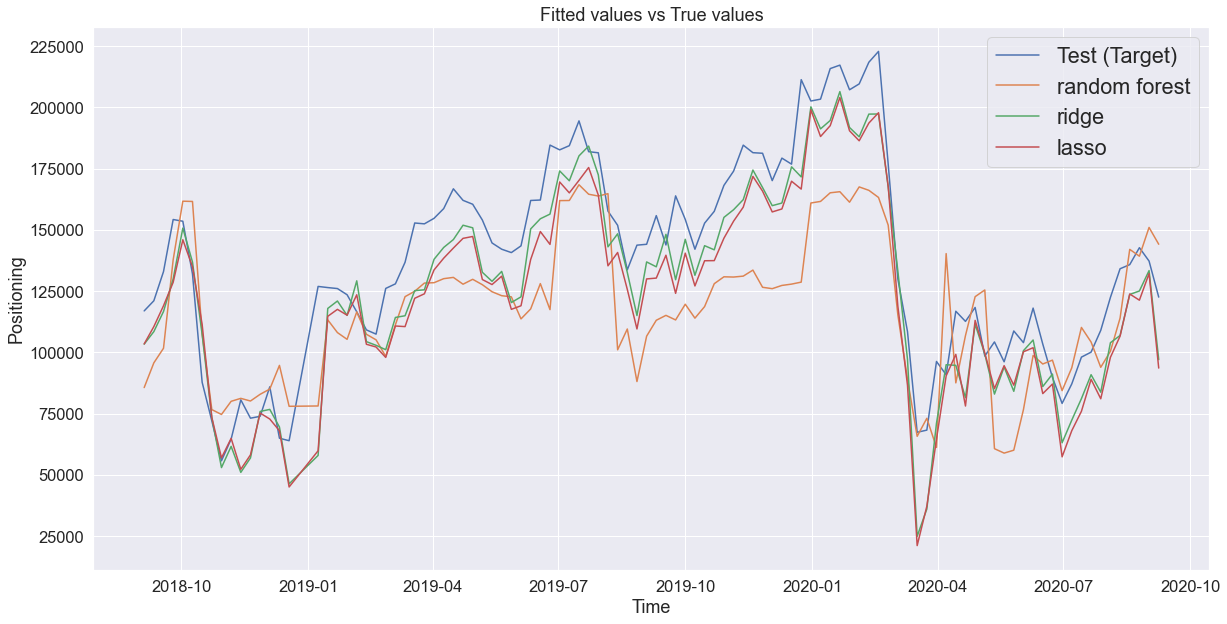 Fitted values vs True values
Test (Target)
random forest
ridge
lasso
Positioning
225000
200000
175000
150000
125000
100000
75000
50000
25000
2018-10 2019-01 2019-04 2019-07 2019-10 2020-01 2020-04 2020-07 2020-10
Time